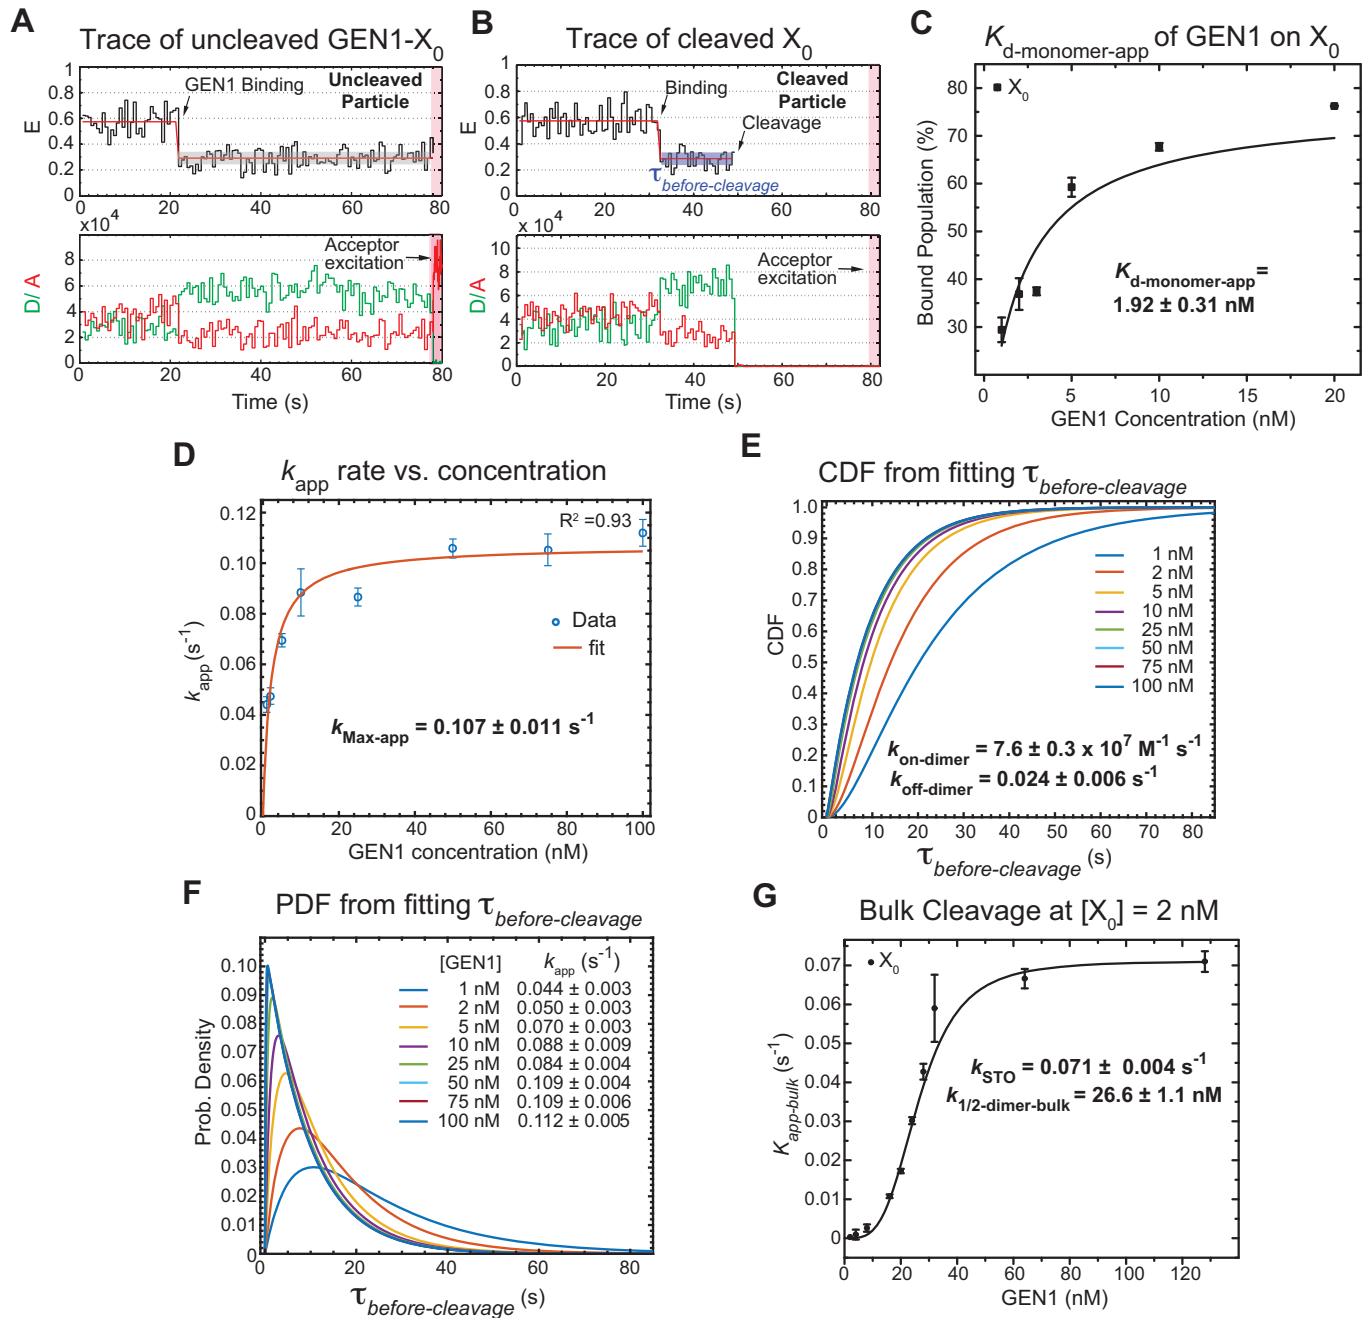 A
Trace of uncleaved GEN1-X0
1
0.8
0.6
0.4
0.2
0
E
GEN1 Binding
Uncleaved
Particle
0 20 40 60 80
x10^4
8
6
4
2
0
D/A
Acceptor
excitation
0 20 40 60 80
Time (s)
B
Trace of cleaved X0
1
0.8
0.6
0.4
0.2
0
E
Binding
Cleaved
Particle
Cleavage
τbefore-cleavage
0 20 40 60 80
x 10^4
10
8
6
4
2
0
D/A
Acceptor
excitation
0 20 40 60 80
Time (s)
C
Kd-monomer-app of GEN1 on X0
X0
80
70
60
50
40
30
Bound Population (%)
Kd-monomer-app =
1.92 ± 0.31 nM
0 5 10 15 20
GEN1 Concentration (nM)
D
kapp rate vs. concentration
0.12
0.10
0.08
0.06
0.04
0.02
0
kapp (s^-1)
R² =0.93
Data
fit
kMax-app = 0.107 ± 0.011 s^-1
0 20 40 60 80 100
GEN1 concentration (nM)
E
CDF from fitting τbefore-cleavage
1
0.9
0.8
0.7
0.6
0.5
0.4
0.3
0.2
0.1
0
CDF
1 nM
2 nM
5 nM
10 nM
25 nM
50 nM
75 nM
100 nM
kon-dimer = 7.6 ± 0.3 x 10^7 M^-1 s^-1
koff-dimer = 0.024 ± 0.006 s^-1
0 10 20 30 40 50 60 70 80
τbefore-cleavage (s)
F
PDF from fitting τbefore-cleavage
0.10
0.09
0.08
0.07
0.06
0.05
0.04
0.03
0.02
0.01
0
Prob. Density
[GEN1] kapp (s^-1)
1 nM 0.044 ± 0.003
2 nM 0.050 ± 0.003
5 nM 0.070 ± 0.003
10 nM 0.088 ± 0.009
25 nM 0.084 ± 0.004
50 nM 0.109 ± 0.004
75 nM 0.109 ± 0.006
100 nM 0.112 ± 0.005
0 20 40 60 80
τbefore-cleavage (s)
G
Bulk Cleavage at [X0] = 2 nM
X0
0.07
0.06
0.05
0.04
0.03
0.02
0.01
0
Kapp-bulk (s^-1)
kSTO = 0.071 ± 0.004 s^-1
k1/2-dimer-bulk = 26.6 ± 1.1 nM
0 20 40 60 80 100 120
GEN1 (nM)